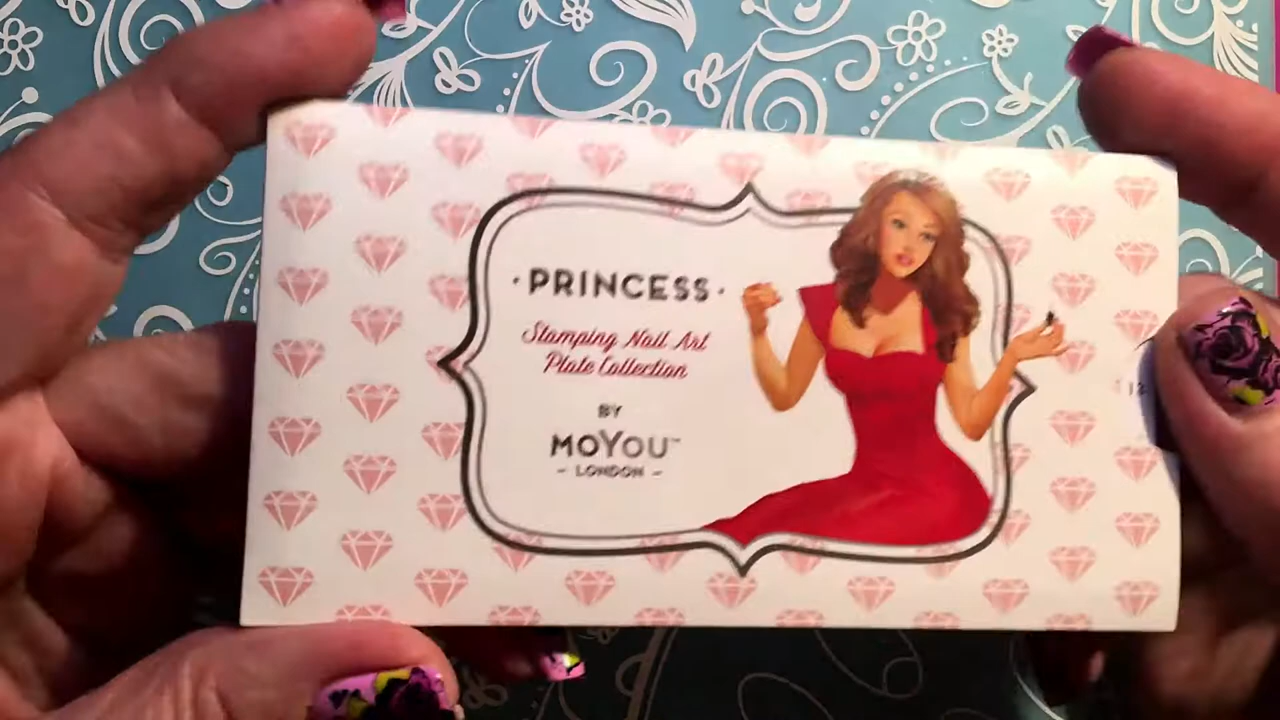 · PRINCESS ·
Stamping Nail Art
Plate Collection
BY
MOYOU™
- LONDON -